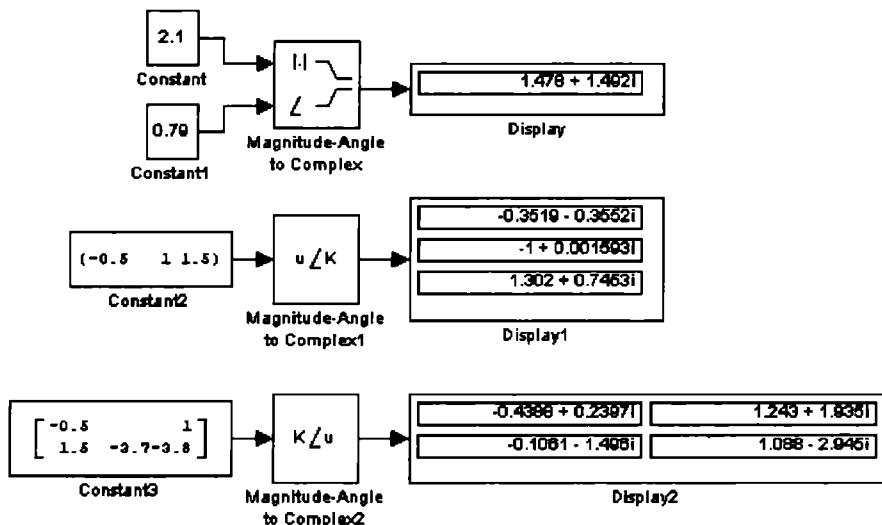 2.1
Constant
0.79
Constant1
|·|
∠
Magnitude-Angle
to Complex
1.478 + 1.492i
Display
(-0.5 1 1.5)
Constant2
u∠K
Magnitude-Angle
to Complex1
-0.3519 - 0.3552i
-1 + 0.001593i
1.302 + 0.7453i
Display1
-0.5 1
1.5 -3.7-3.8
Constant3
K∠u
Magnitude-Angle
to Complex2
-0.4388 + 0.2397i 1.243 + 1.935i
-0.1061 - 1.496i 1.088 - 2.945i
Display2